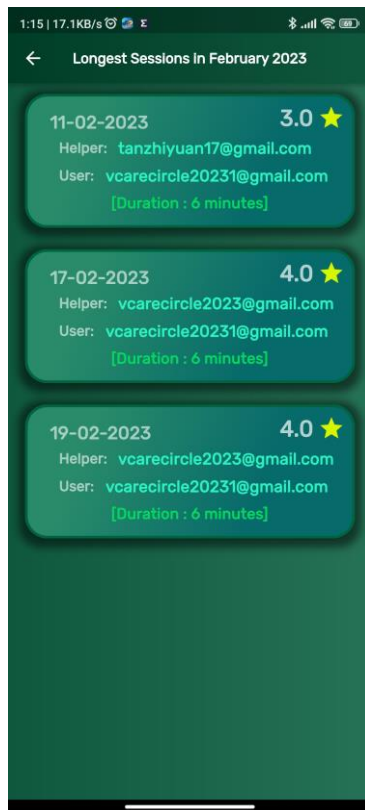 1:15 | 17.1KB/s Σ 69
Longest Sessions in February 2023
11-02-2023 3.0
Helper: tanzhiyuan17@gmail.com
User: vcarecircle20231@gmail.com
[Duration : 6 minutes]
17-02-2023 4.0
Helper: vcarecircle2023@gmail.com
User: vcarecircle20231@gmail.com
[Duration : 6 minutes]
19-02-2023 4.0
Helper: vcarecircle2023@gmail.com
User: vcarecircle20231@gmail.com
[Duration : 6 minutes]